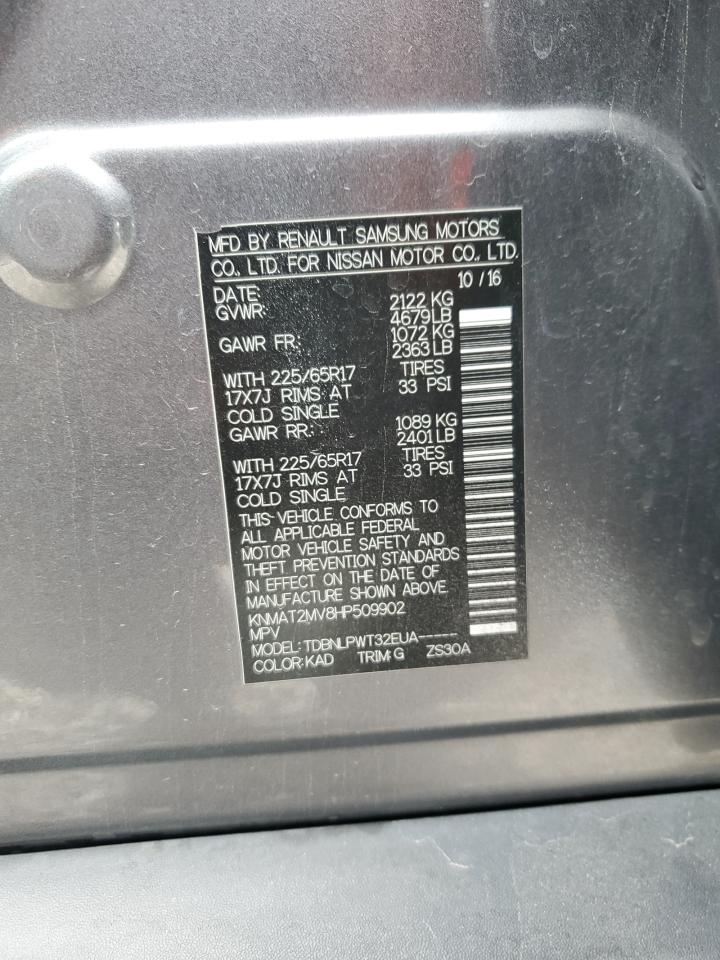 MFD BY RENAULT SAMSUNG MOTORS
CO., LTD. FOR NISSAN MOTOR CO., LTD.
DATE: 10 / 16
GVWR: 2122 KG
4679 LB
GAWR FR: 1072 KG
2363 LB
WITH 225/65R17 TIRES
17X7J RIMS AT 33 PSI
COLD SINGLE
GAWR RR: 1089 KG
2401 LB
WITH 225/65R17 TIRES
17X7J RIMS AT 33 PSI
COLD SINGLE
THIS VEHICLE CONFORMS TO
ALL APPLICABLE FEDERAL
MOTOR VEHICLE SAFETY AND
THEFT PREVENTION STANDARDS
IN EFFECT ON THE DATE OF
MANUFACTURE SHOWN ABOVE.
KNMAT2MV8HP509902
MPV
MODEL: TDBNLPWT32EUA------
COLOR: KAD TRIM: G ZS30A